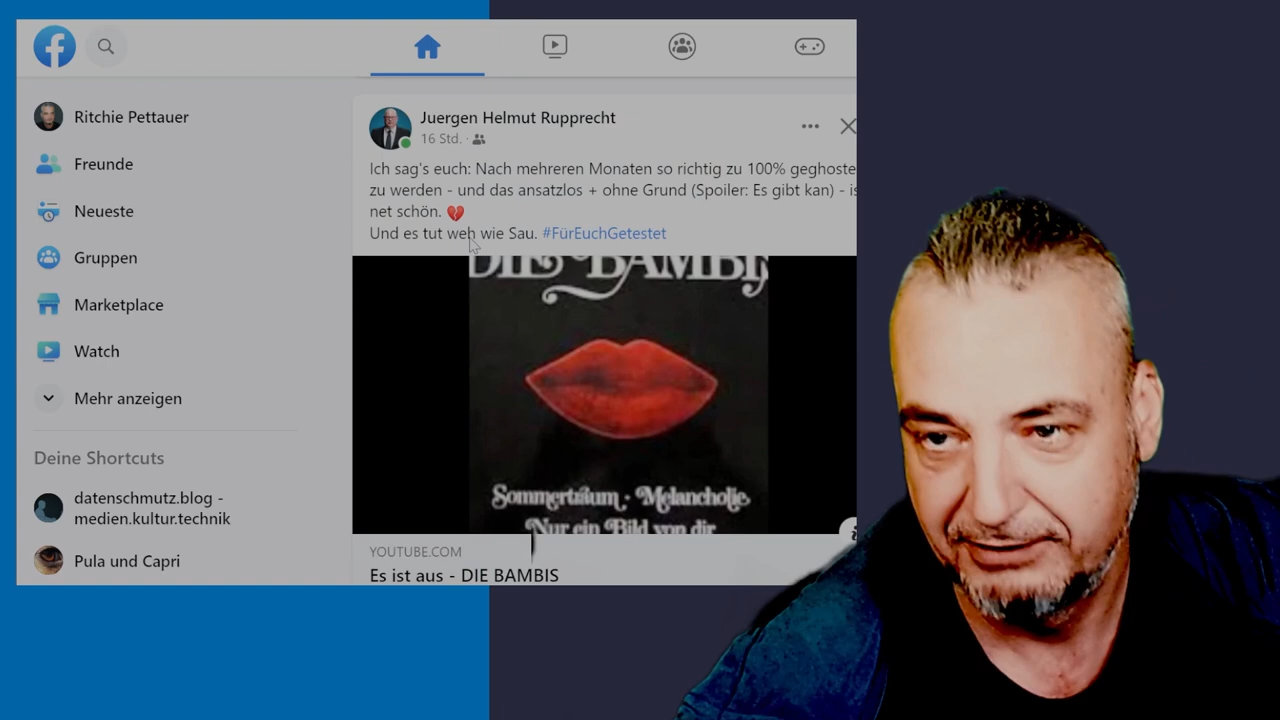 Ritchie Pettauer
Freunde
Neueste
Gruppen
Marketplace
Watch
Mehr anzeigen
Deine Shortcuts
datenschmutz.blog -
medien.kultur.technik
Pula und Capri
Juergen Helmut Rupprecht
16 Std. ·
Ich sag's euch: Nach mehreren Monaten so richtig zu 100% geghoste
zu werden - und das ansatzlos + ohne Grund (Spoiler: Es gibt kan) - is
net schön. 💔
Und es tut weh wie Sau. #FürEuchGetestet
DIE BAMBIS
Sommertraum · Melancholie
Nur ein Bild von dir
YOUTUBE.COM
Es ist aus - DIE BAMBIS